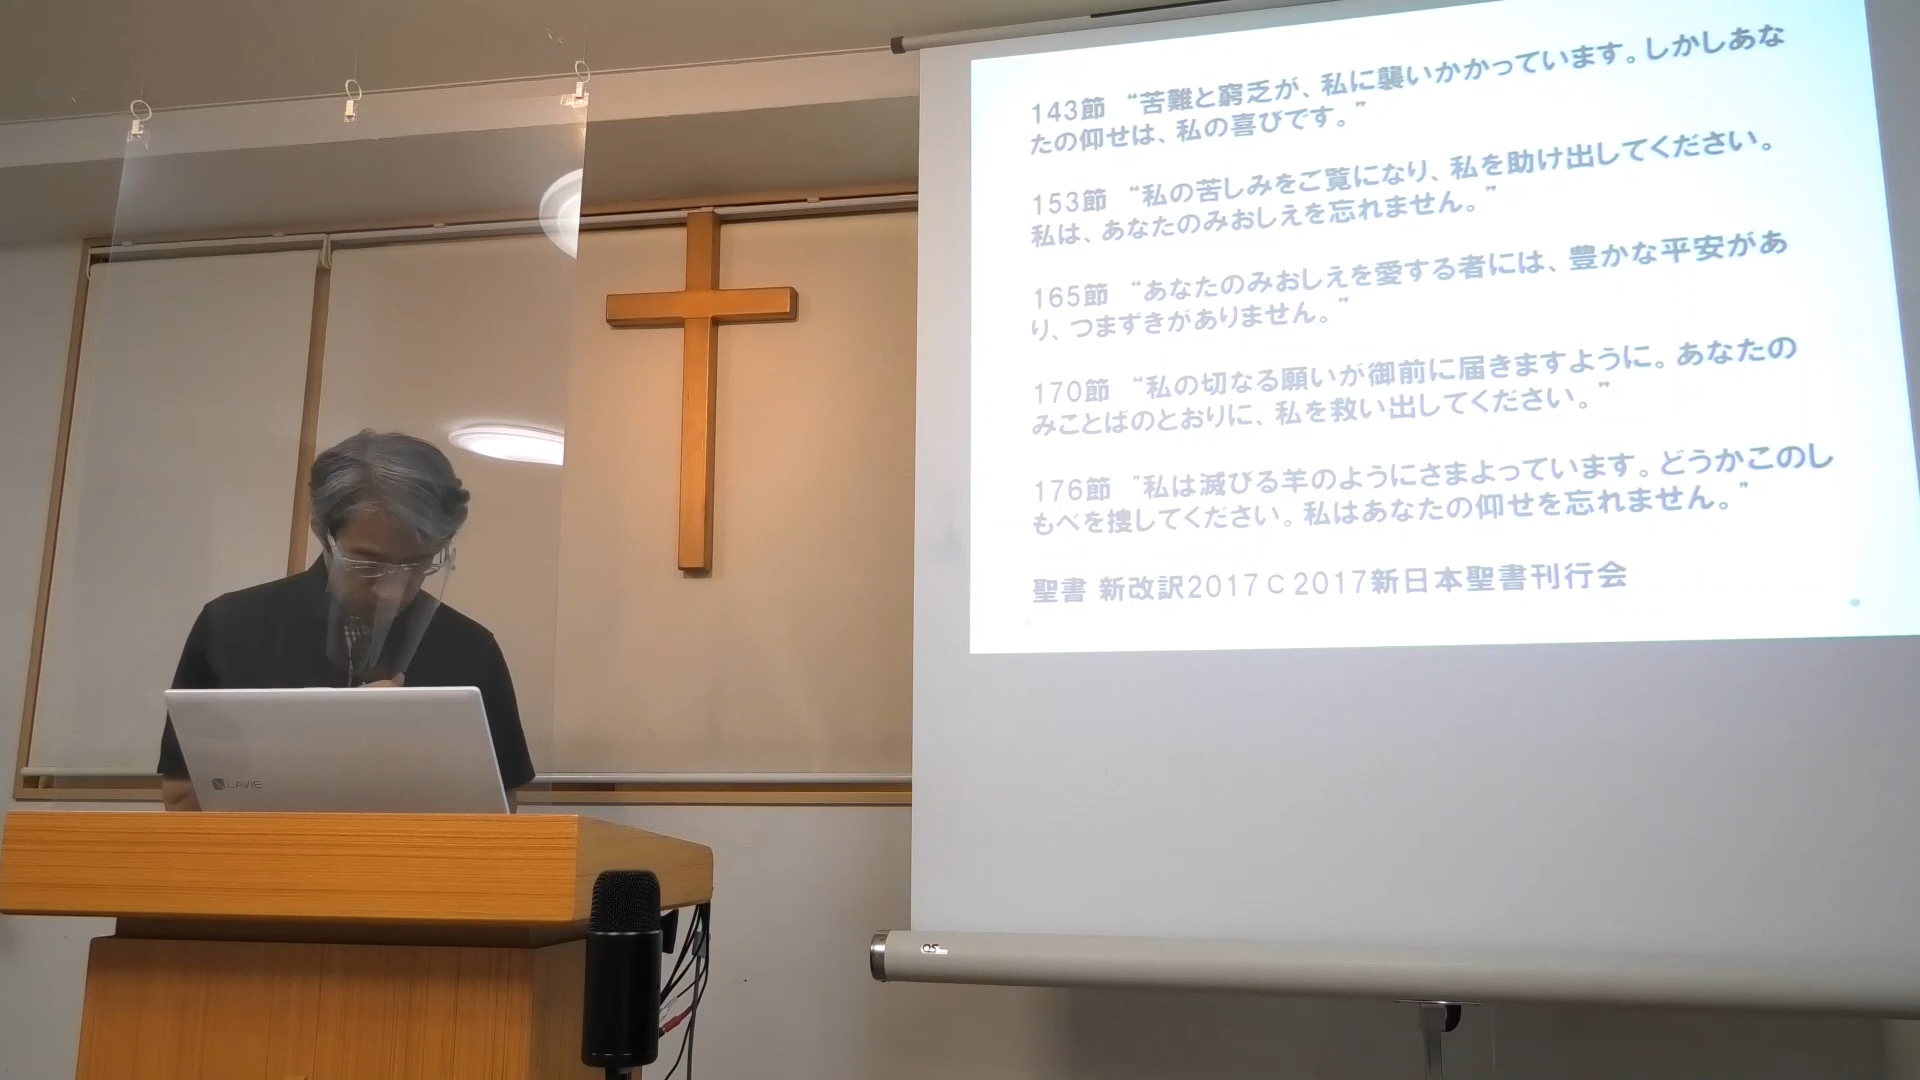 143節 “苦難と窮乏が、私に襲いかかっています。しかしあな
たの仰せは、私の喜びです。”
153節 “私の苦しみをご覧になり、私を助け出してください。
私は、あなたのみおしえを忘れません。”
165節 “あなたのみおしえを愛する者には、豊かな平安があ
り、つまずきがありません。”
170節 “私の切なる願いが御前に届きますように。あなたの
みことばのとおりに、私を救い出してください。”
176節 “私は滅びる羊のようにさまよっています。どうかこのし
もべを捜してください。私はあなたの仰せを忘れません。”
聖書 新改訳2017Ⓒ2017新日本聖書刊行会
LAVIE
OS